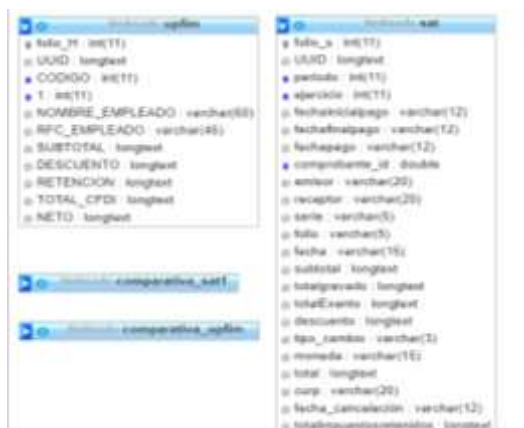 upfim
folio_H : int(11)
UUID : longtext
CODIGO : int(11)
1 : int(11)
NOMBRE_EMPLEADO : varchar(60)
RFC_EMPLEADO : varchar(45)
SUBTOTAL : longtext
DESCUENTO : longtext
RETENCION : longtext
TOTAL_CFDI : longtext
NETO : longtext
comparativa_sat1
comparativa_upfim
sat
folio_s : int(11)
UUID : longtext
periodo : int(11)
ejercicio : int(11)
fechainicialpago : varchar(12)
fechafinalpago : varchar(12)
fechapago : varchar(12)
comprobante_id : double
emisor : varchar(20)
receptor : varchar(20)
serie : varchar(5)
folio : varchar(5)
fecha : varchar(15)
subtotal : longtext
totalgravado : longtext
totalExento : longtext
descuento : longtext
tipo_cambio : varchar(3)
moneda : varchar(15)
total : longtext
curp : varchar(20)
fecha_cancelación : varchar(12)
totalimpuestosretenidos : longtext